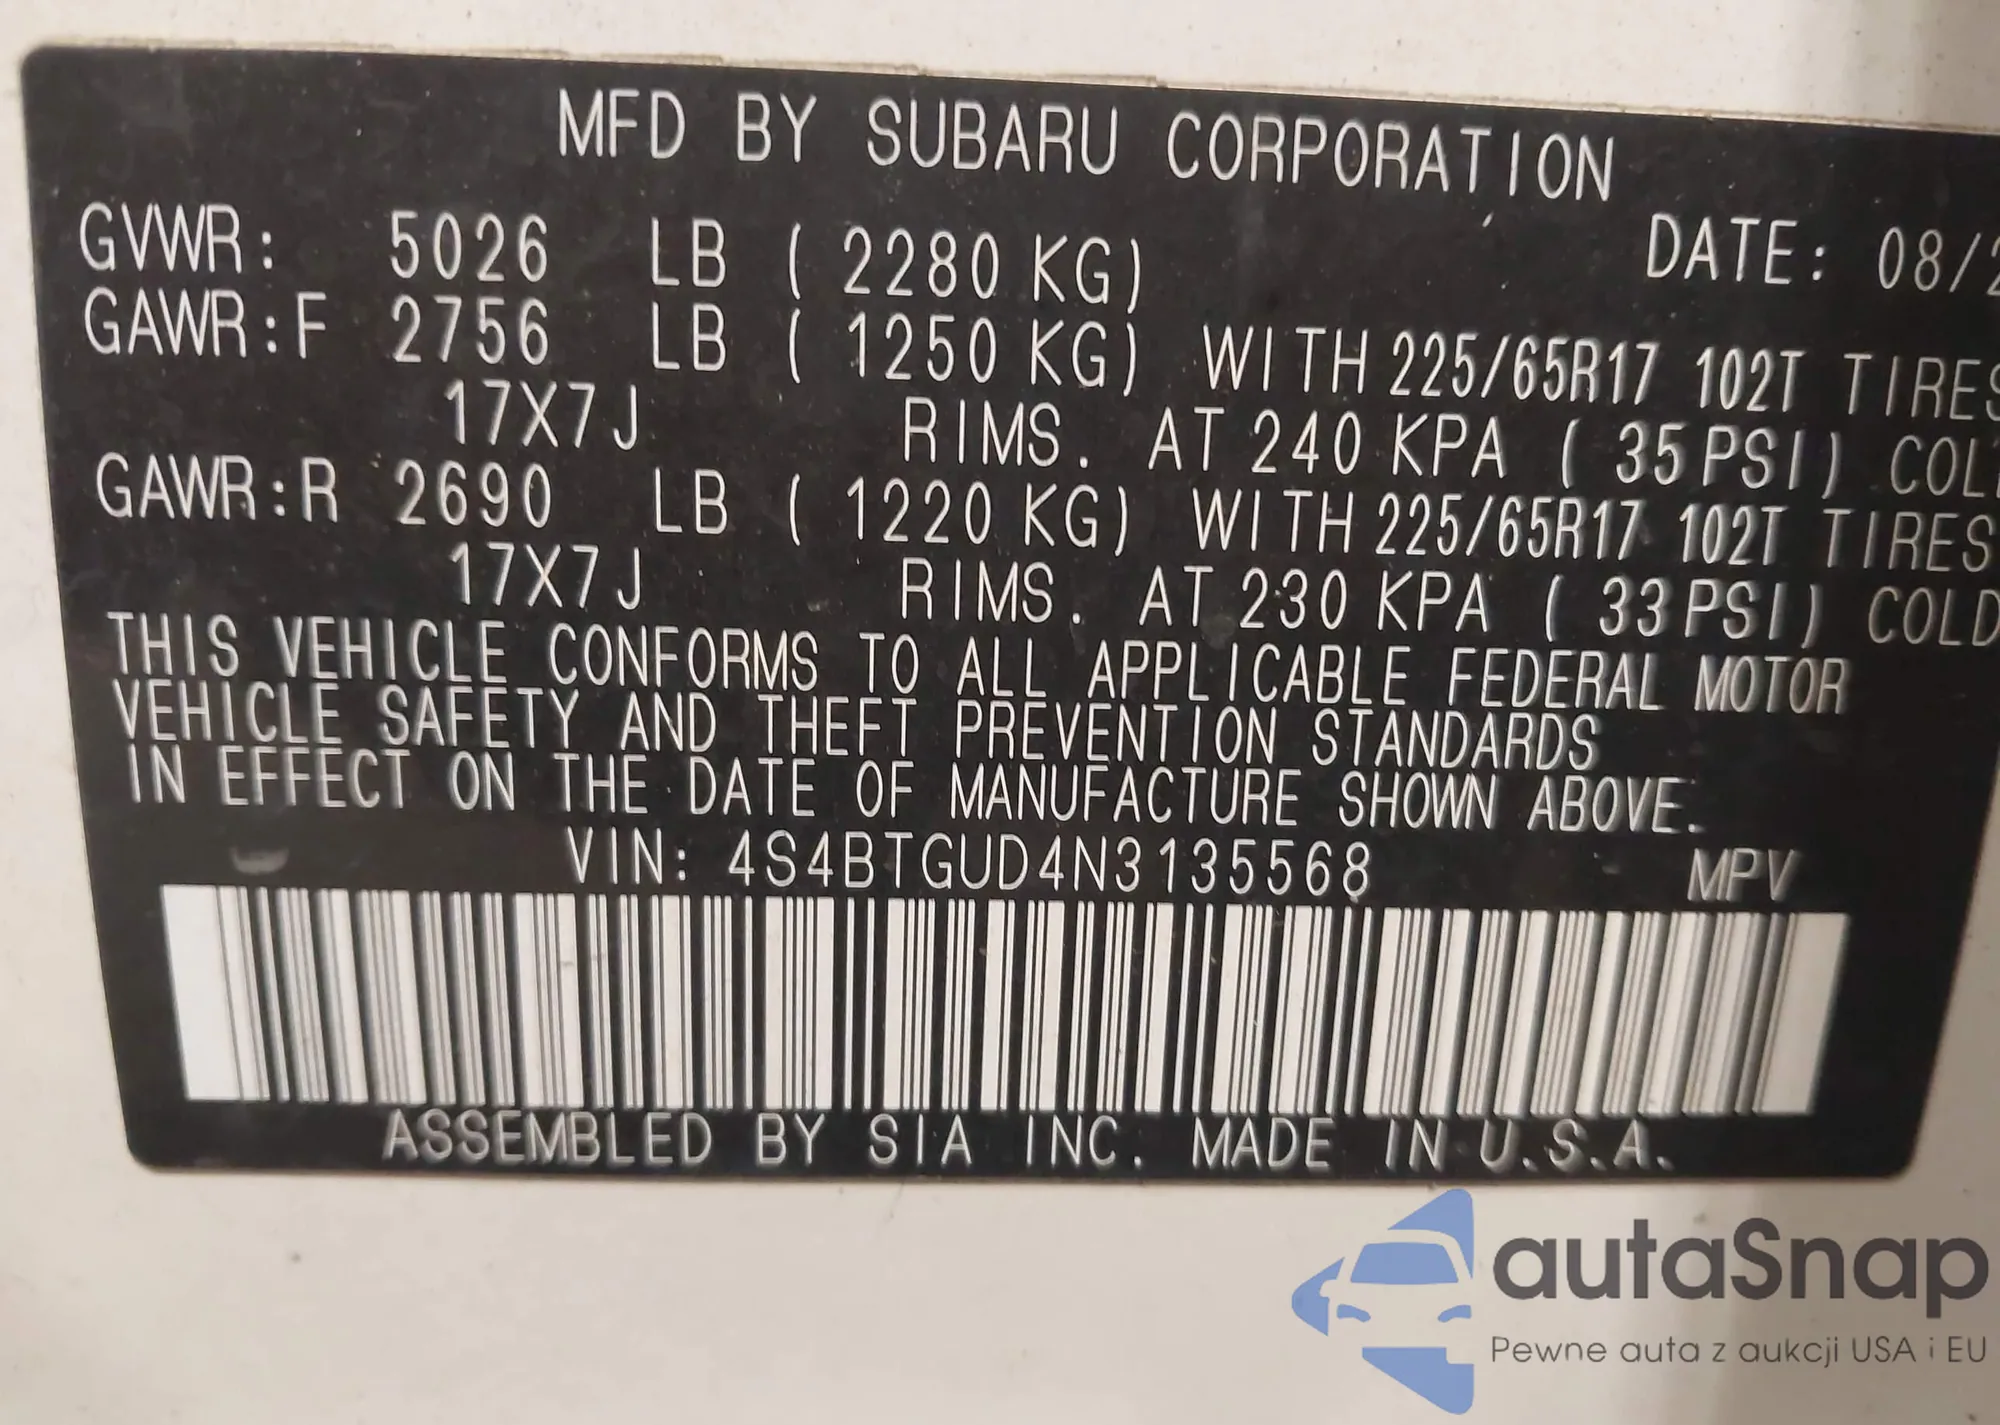 MFD BY SUBARU CORPORATION
GVWR: 5026 LB ( 2280 KG) DATE: 08/2
GAWR:F 2756 LB ( 1250 KG) WITH 225/65R17 102T TIRES
17X7J RIMS. AT 240 KPA ( 35 PSI) COL
GAWR:R 2690 LB ( 1220 KG) WITH 225/65R17 102T TIRES
17X7J RIMS. AT 230 KPA ( 33 PSI) COLD
THIS VEHICLE CONFORMS TO ALL APPLICABLE FEDERAL MOTOR
VEHICLE SAFETY AND THEFT PREVENTION STANDARDS
IN EFFECT ON THE DATE OF MANUFACTURE SHOWN ABOVE.
VIN: 4S4BTGUD4N3135568 MPV
ASSEMBLED BY SIA INC. MADE IN U.S.A.
autaSnap
Pewne auta z aukcji USA i EU